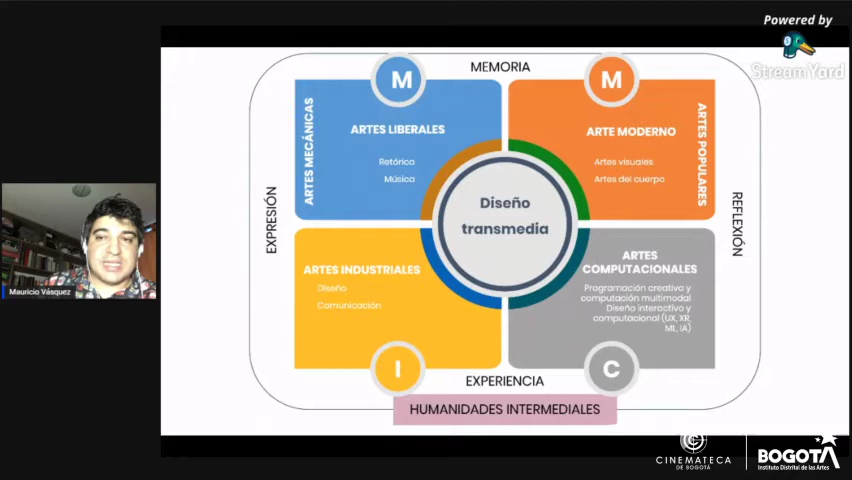 Powered by
StreamYard
MEMORIA
M
M
ARTES MECÁNICAS
ARTES LIBERALES
Retórica
Música
ARTE MODERNO
Artes visuales
Artes del cuerpo
ARTES POPULARES
EXPRESIÓN
Diseño
transmedia
REFLEXIÓN
ARTES INDUSTRIALES
Diseño
Comunicación
ARTES
COMPUTACIONALES
Programación creativa y
computación multimodal
Diseño interactivo y
computacional (UX, XR,
ML, IA)
Mauricio Vásquez
I
C
EXPERIENCIA
HUMANIDADES INTERMEDIALES
CINEMATECA
DE BOGOTÁ
BOGOTÁ
Instituto Distrital de las Artes